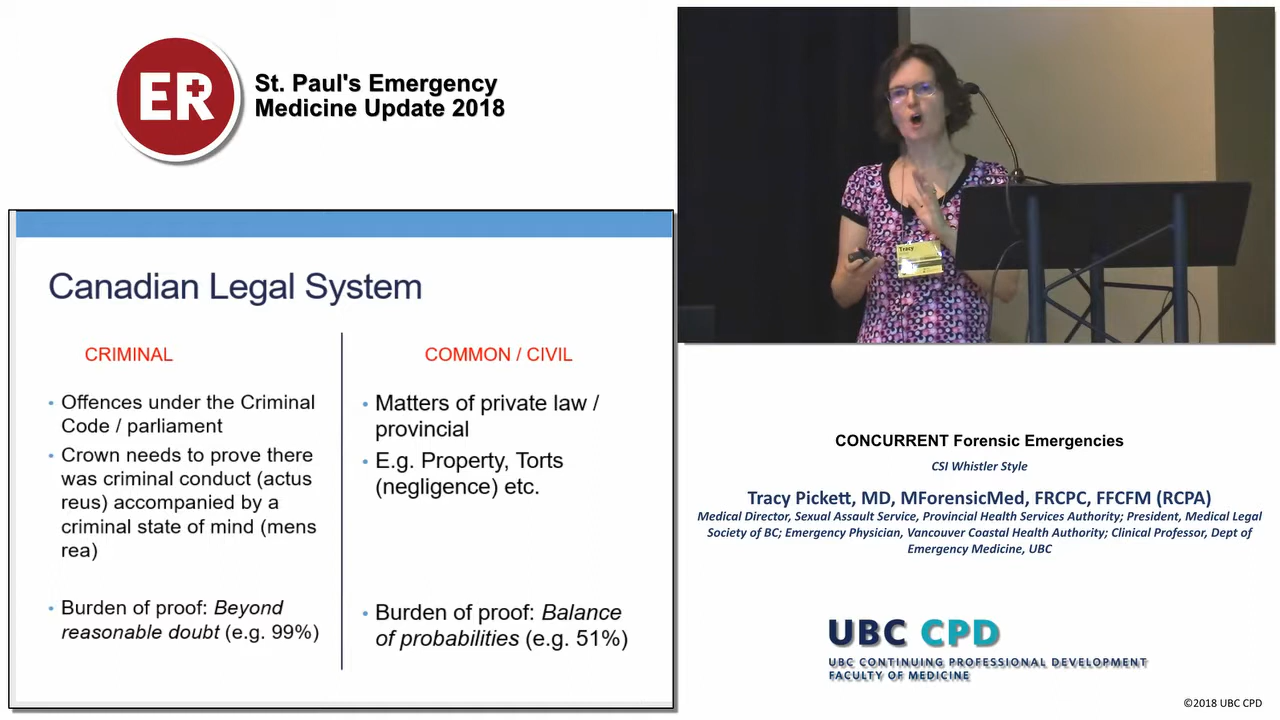 ER
St. Paul's Emergency
Medicine Update 2018
Canadian Legal System
CRIMINAL
• Offences under the Criminal
Code / parliament
• Crown needs to prove there
was criminal conduct (actus
reus) accompanied by a
criminal state of mind (mens
rea)
• Burden of proof: Beyond
reasonable doubt (e.g. 99%)
COMMON / CIVIL
• Matters of private law /
provincial
• E.g. Property, Torts
(negligence) etc.
• Burden of proof: Balance
of probabilities (e.g. 51%)
Tracy
CONCURRENT Forensic Emergencies
CSI Whistler Style
Tracy Pickett, MD, MForensicMed, FRCPC, FFCFM (RCPA)
Medical Director, Sexual Assault Service, Provincial Health Services Authority; President, Medical Legal
Society of BC; Emergency Physician, Vancouver Coastal Health Authority; Clinical Professor, Dept of
Emergency Medicine, UBC
UBC CPD
UBC CONTINUING PROFESSIONAL DEVELOPMENT
FACULTY OF MEDICINE
©2018 UBC CPD